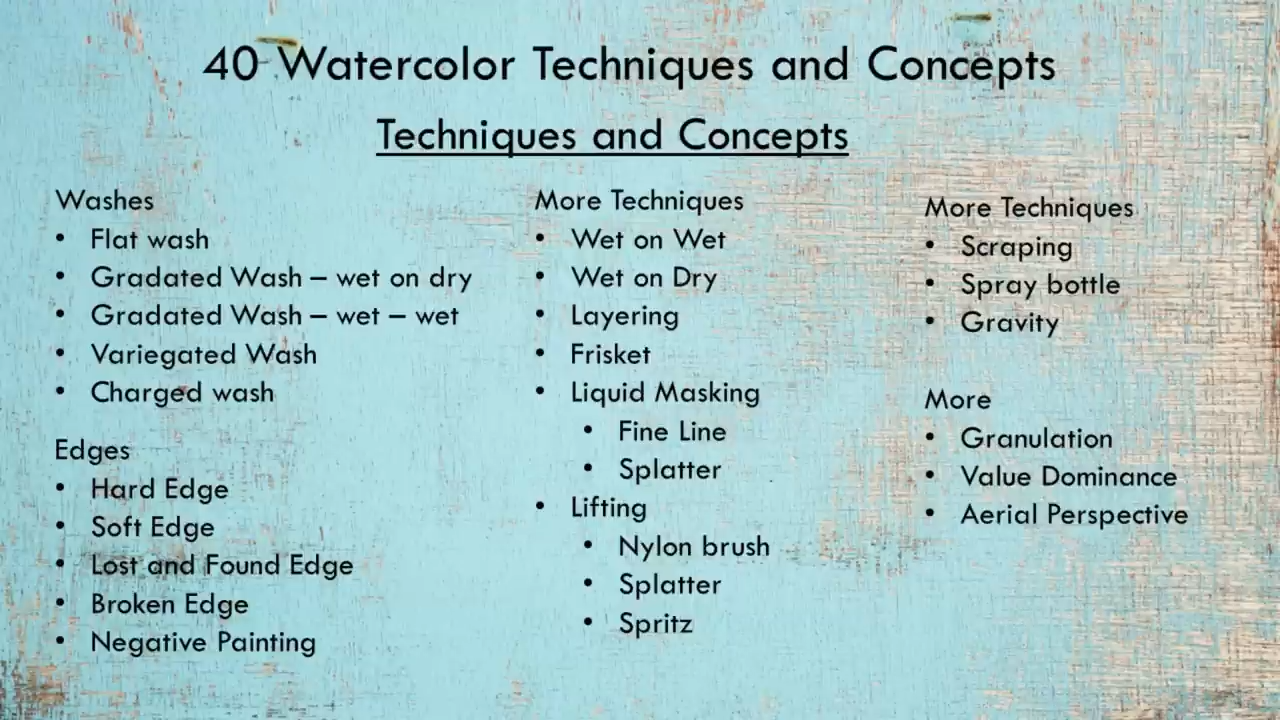 40 Watercolor Techniques and Concepts
Techniques and Concepts
Washes
• Flat wash
• Gradated Wash – wet on dry
• Gradated Wash – wet – wet
• Variegated Wash
• Charged wash
Edges
• Hard Edge
• Soft Edge
• Lost and Found Edge
• Broken Edge
• Negative Painting
More Techniques
• Wet on Wet
• Wet on Dry
• Layering
• Frisket
• Liquid Masking
• Fine Line
• Splatter
• Lifting
• Nylon brush
• Splatter
• Spritz
More Techniques
• Scraping
• Spray bottle
• Gravity
More
• Granulation
• Value Dominance
• Aerial Perspective